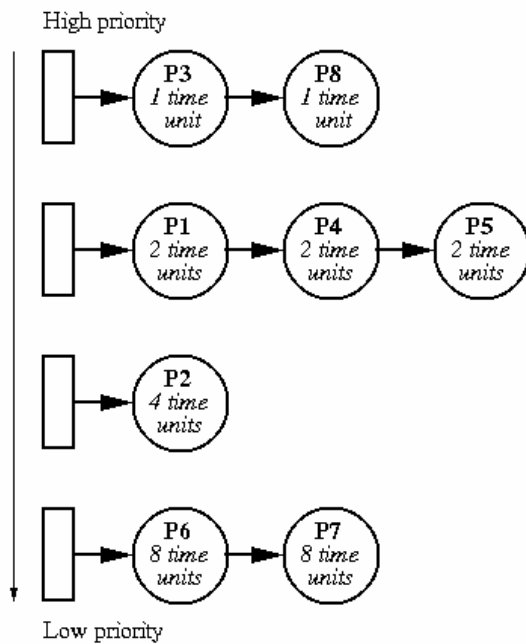 High priority
P3
1 time
unit
P8
1 time
unit
P1
2 time
units
P4
2 time
units
P5
2 time
units
P2
4 time
units
P6
8 time
units
P7
8 time
units
Low priority